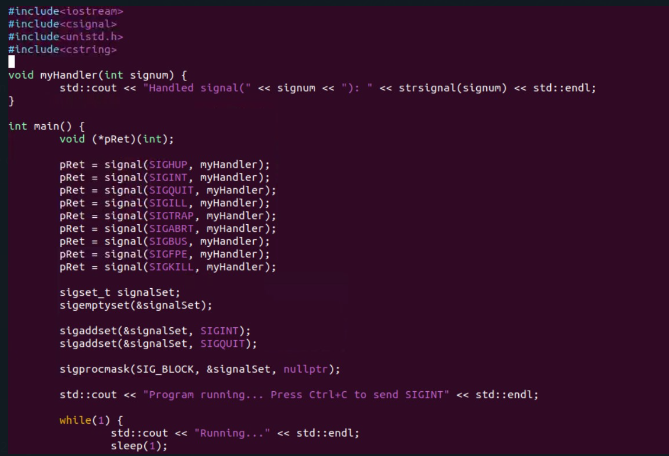 #include<iostream>
#include<csignal>
#include<unistd.h>
#include<cstring>
void myHandler(int signum) {
        std::cout << "Handled signal(" << signum << "): " << strsignal(signum) << std::endl;
}
int main() {
        void (*pRet)(int);
        pRet = signal(SIGHUP, myHandler);
        pRet = signal(SIGINT, myHandler);
        pRet = signal(SIGQUIT, myHandler);
        pRet = signal(SIGILL, myHandler);
        pRet = signal(SIGTRAP, myHandler);
        pRet = signal(SIGABRT, myHandler);
        pRet = signal(SIGBUS, myHandler);
        pRet = signal(SIGFPE, myHandler);
        pRet = signal(SIGKILL, myHandler);
        sigset_t signalSet;
        sigemptyset(&signalSet);
        sigaddset(&signalSet, SIGINT);
        sigaddset(&signalSet, SIGQUIT);
        sigprocmask(SIG_BLOCK, &signalSet, nullptr);
        std::cout << "Program running... Press Ctrl+C to send SIGINT" << std::endl;
        while(1) {
                std::cout << "Running..." << std::endl;
                sleep(1);